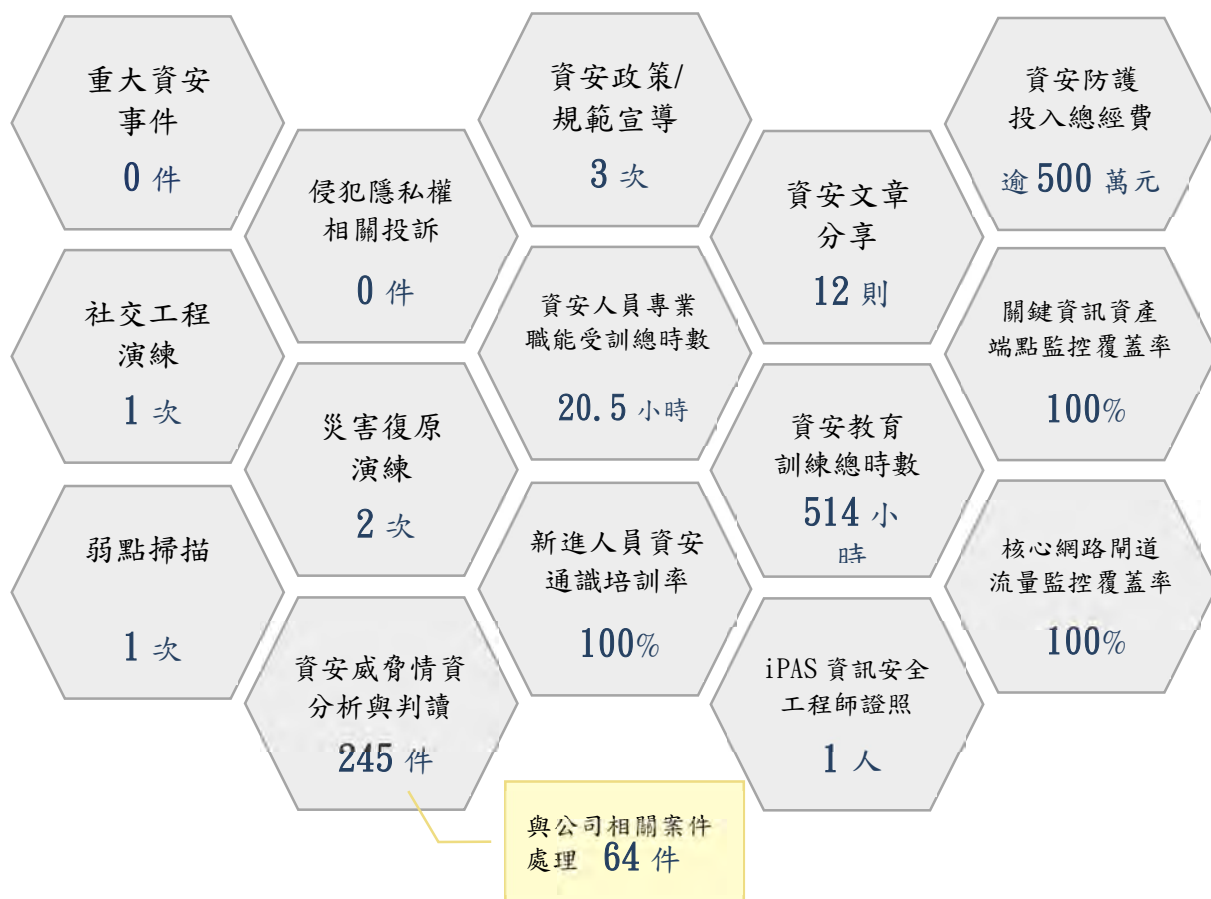 重大資安
事件
0 件
侵犯隱私權
相關投訴
0 件
資安政策/
規範宣導
3 次
資安文章
分享
12 則
資安防護
投入總經費
逾 500 萬元
社交工程
演練
1 次
災害復原
演練
2 次
資安人員專業
職能受訓總時數
20.5 小時
資安教育
訓練總時數
514 小
時
關鍵資訊資產
端點監控覆蓋率
100%
弱點掃描
1 次
資安威脅情資
分析與判讀
245 件
新進人員資安
通識培訓率
100%
iPAS 資訊安全
工程師證照
1 人
核心網路閘道
流量監控覆蓋率
100%
與公司相關案件
處理 64 件